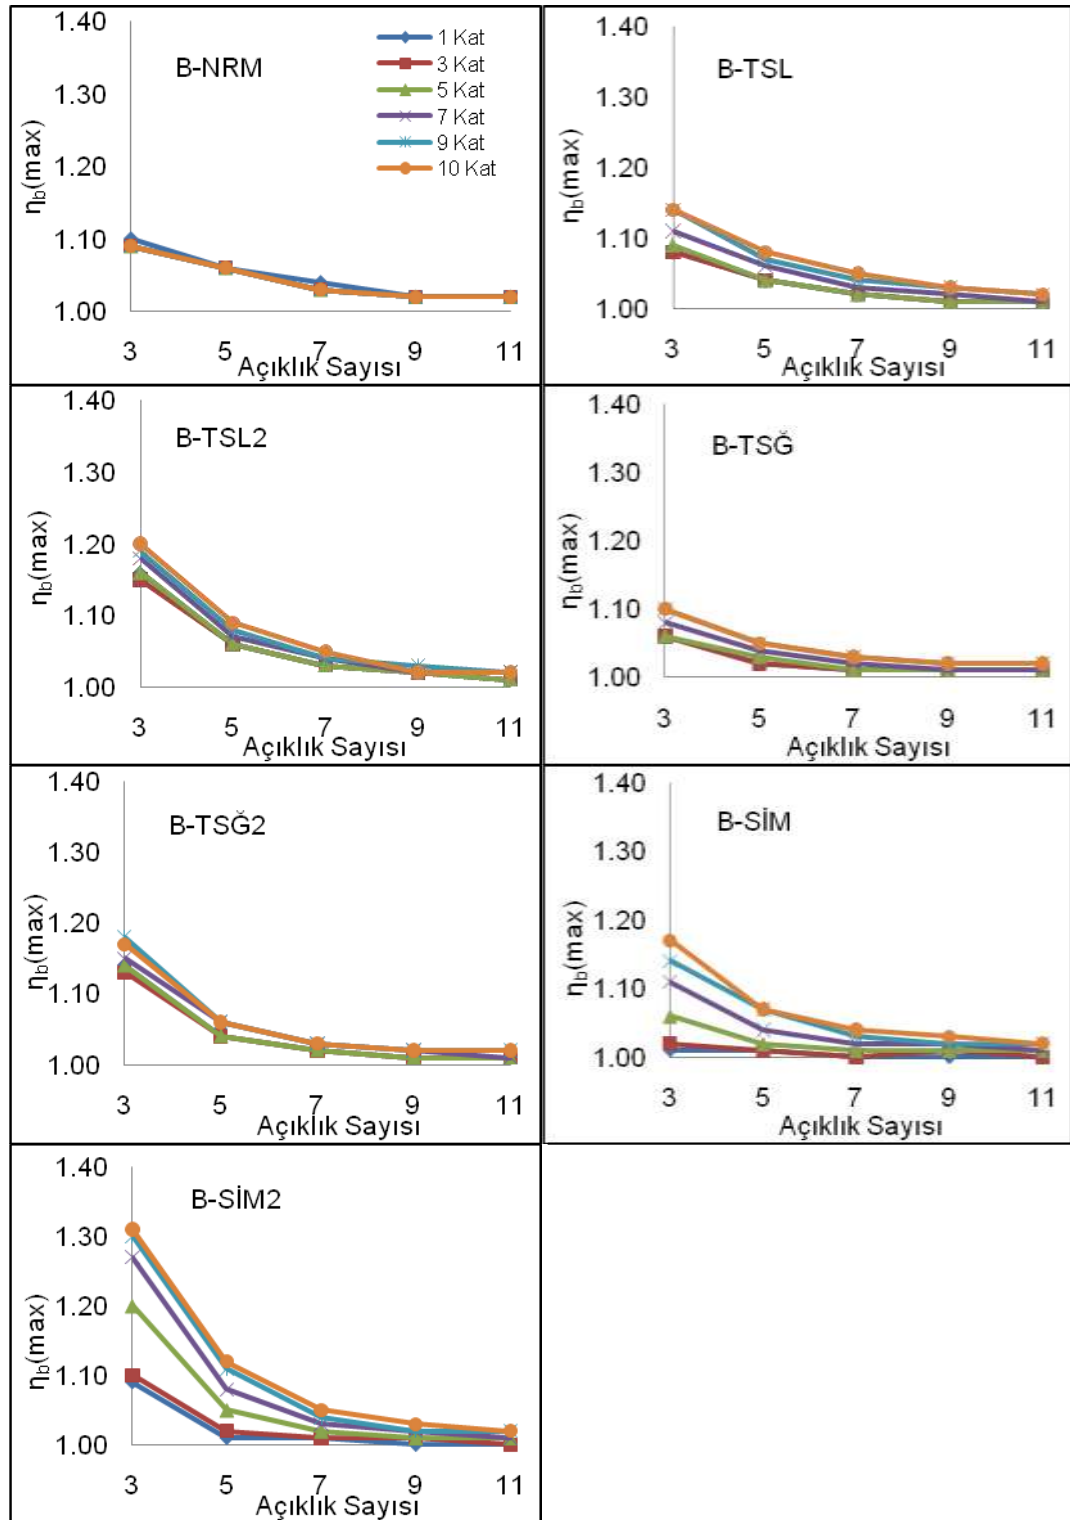 B-NRM
1 Kat
3 Kat
5 Kat
7 Kat
9 Kat
10 Kat
1.40
1.30
1.20
1.10
1.00
ηb(max)
3 5 7 9 11
Açıklık Sayısı
B-TSL
1.40
1.30
1.20
1.10
1.00
ηb(max)
3 5 7 9 11
Açıklık Sayısı
B-TSL2
1.40
1.30
1.20
1.10
1.00
ηb(max)
3 5 7 9 11
Açıklık Sayısı
B-TSĞ
1.40
1.30
1.20
1.10
1.00
ηb(max)
3 5 7 9 11
Açıklık Sayısı
B-TSĞ2
1.40
1.30
1.20
1.10
1.00
ηb(max)
3 5 7 9 11
Açıklık Sayısı
B-SİM
1.40
1.30
1.20
1.10
1.00
ηb(max)
3 5 7 9 11
Açıklık Sayısı
B-SİM2
1.40
1.30
1.20
1.10
1.00
ηb(max)
3 5 7 9 11
Açıklık Sayısı